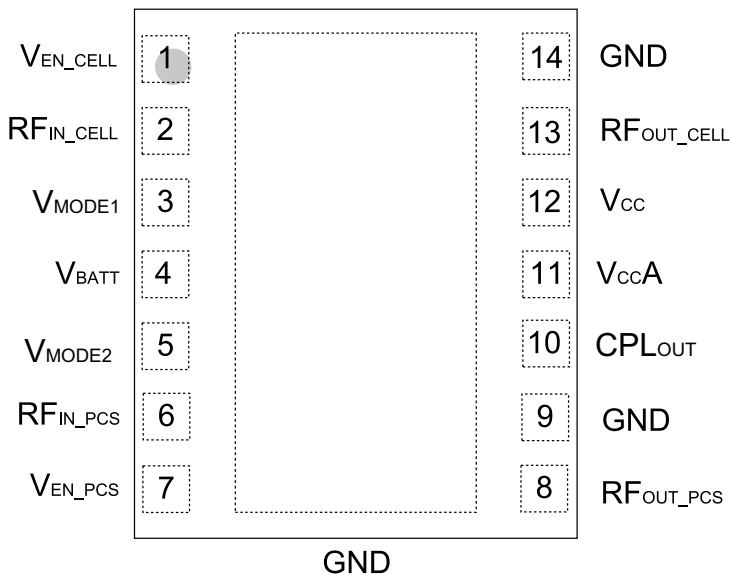 VEN_CELL 1 14 GND
RFIN_CELL 2 13 RFOUT_CELL
VMODE1 3 12 VCC
VBATT 4 11 VCCA
VMODE2 5 10 CPLOUT
RFIN_PCS 6 9 GND
VEN_PCS 7 8 RFOUT_PCS
GND